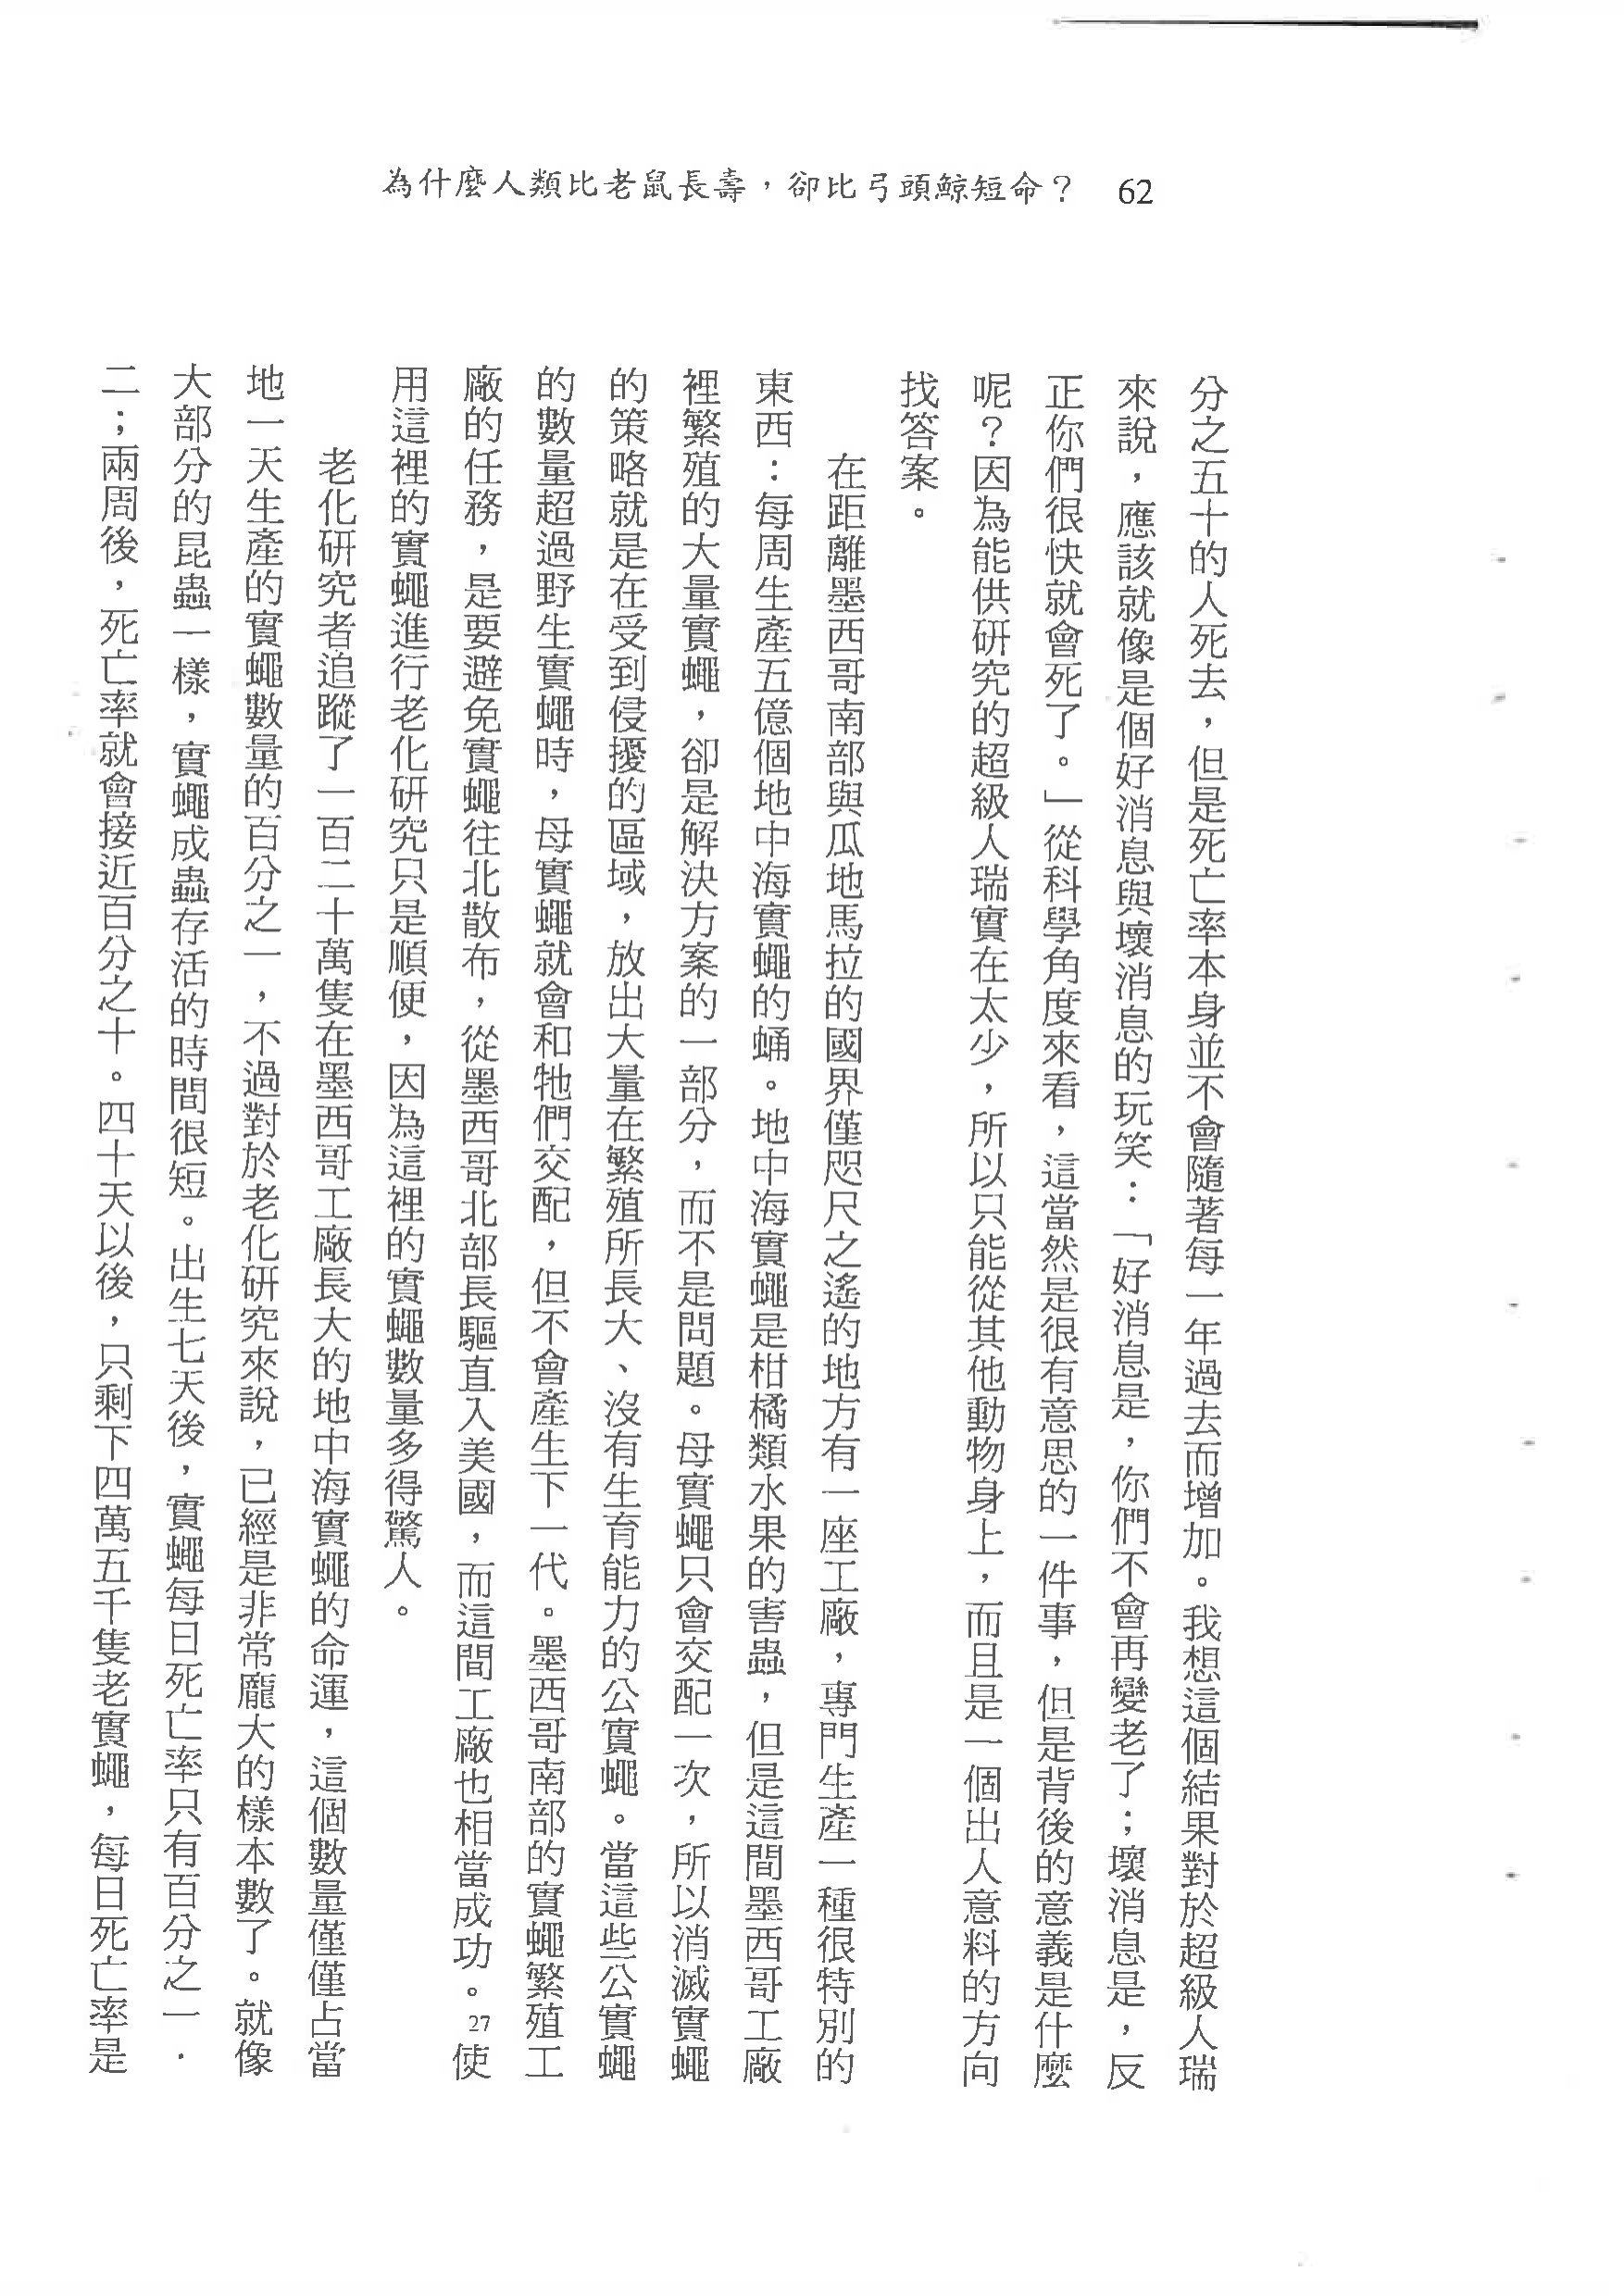 為什麼人類比老鼠長壽，卻比弓頭鯨短命？ 62
分之五十的人死去，但是死亡率本身並不會隨著每一年過去而增加。我想這個結果對於超級人瑞
來說，應該就像是個好消息與壞消息的玩笑：「好消息是，你們不會再變老了；壞消息是，反
正你們很快就會死了。」從科學角度來看，這當然是很有意思的一件事，但是背後的意義是什麼
呢？因為能供研究的超級人瑞實在太少，所以只能從其他動物身上，而且是一個出人意料的方向
找答案。
在距離墨西哥南部與瓜地馬拉的國界僅咫尺之遙的地方有一座工廠，專門生產一種很特別的
東西：每周生產五億個地中海實蠅的蛹。地中海實蠅是柑橘類水果的害蟲，但是這間墨西哥工廠
裡繁殖的大量實蠅，卻是解決方案的一部分，而不是問題。母實蠅只會交配一次，所以消滅實蠅
的策略就是在受到侵擾的區域，放出大量在繁殖所長大、沒有生育能力的公實蠅。當這些公實蠅
的數量超過野生實蠅時，母實蠅就會和牠們交配，但不會產生下一代。墨西哥南部的實蠅繁殖工
廠的任務，是要避免實蠅往北散布，從墨西哥北部長驅直入美國，而這間工廠也相當成功。27使
用這裡的實蠅進行老化研究只是順便，因為這裡的實蠅數量多得驚人。
老化研究者追蹤了一百二十萬隻在墨西哥工廠長大的地中海實蠅的命運，這個數量僅僅占當
地一天生產的實蠅數量的百分之一，不過對於老化研究來說，已經是非常龐大的樣本數了。就像
大部分的昆蟲一樣，實蠅成蟲存活的時間很短。出生七天後，實蠅每日死亡率只有百分之一．
二；兩周後，死亡率就會接近百分之十。四十天以後，只剩下四萬五千隻老實蠅，每日死亡率是